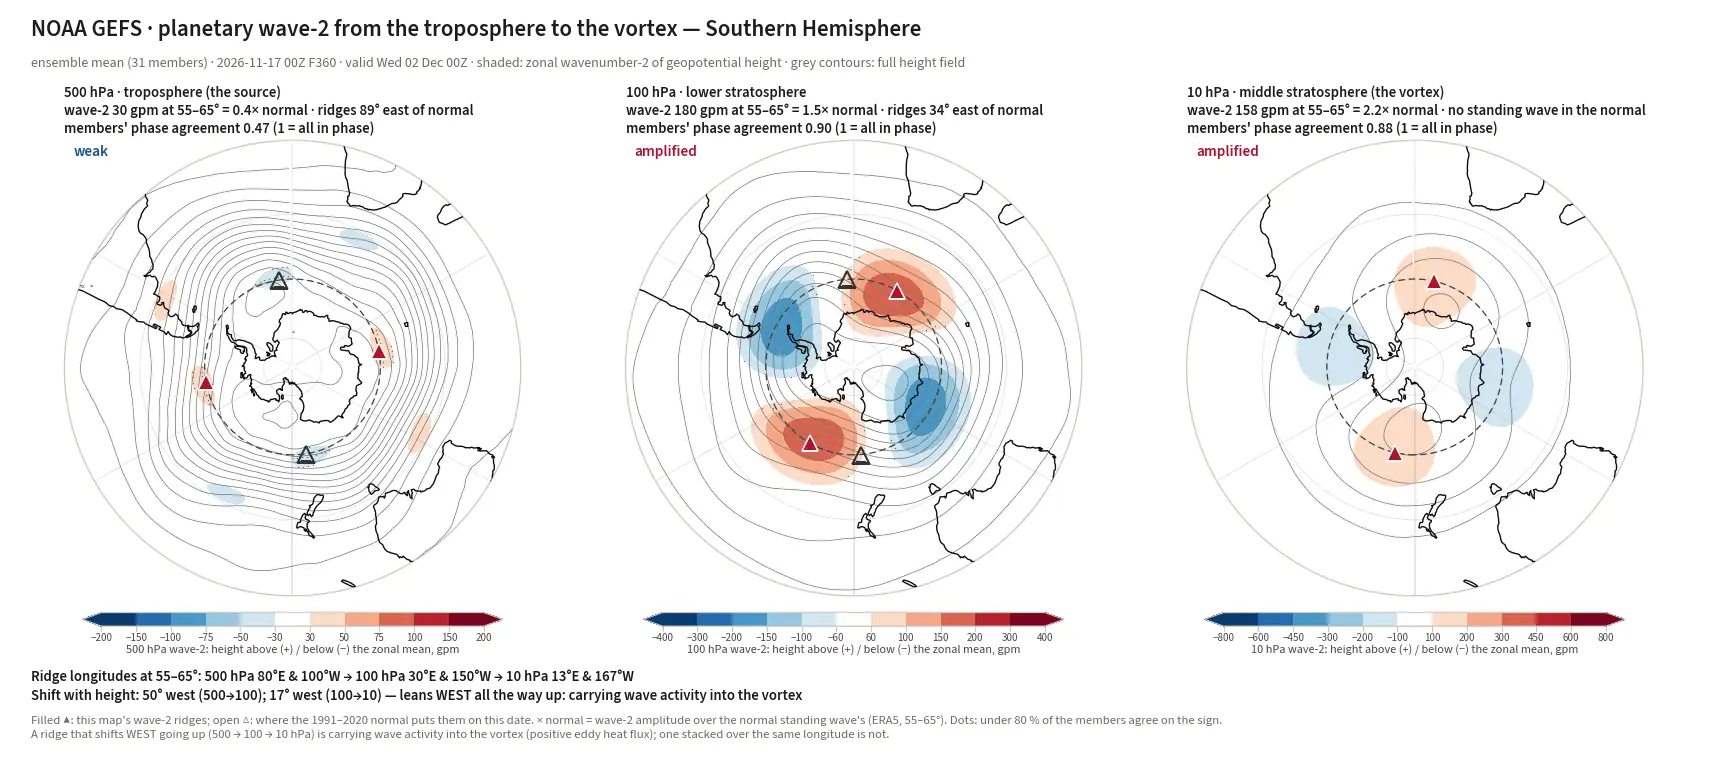 NOAA GEFS · planetary wave-2 from the troposphere to the vortex — Southern Hemisphere
ensemble mean (31 members) · 2026-11-17 00Z F360 · valid Wed 02 Dec 00Z · shaded: zonal wavenumber-2 of geopotential height · grey contours: full height field
500 hPa · troposphere (the source)
wave-2 30 gpm at 55–65° = 0.4× normal · ridges 89° east of normal
members' phase agreement 0.47 (1 = all in phase)
weak
100 hPa · lower stratosphere
wave-2 180 gpm at 55–65° = 1.5× normal · ridges 34° east of normal
members' phase agreement 0.90 (1 = all in phase)
amplified
10 hPa · middle stratosphere (the vortex)
wave-2 158 gpm at 55–65° = 2.2× normal · no standing wave in the normal
members' phase agreement 0.88 (1 = all in phase)
amplified
−200 −150 −100 −75 −50 −30 30 50 75 100 150 200
500 hPa wave-2: height above (+) / below (−) the zonal mean, gpm
−400 −300 −200 −150 −100 −60 60 100 150 200 300 400
100 hPa wave-2: height above (+) / below (−) the zonal mean, gpm
−800 −600 −450 −300 −200 −100 100 200 300 450 600 800
10 hPa wave-2: height above (+) / below (−) the zonal mean, gpm
Ridge longitudes at 55–65°: 500 hPa 80°E & 100°W → 100 hPa 30°E & 150°W → 10 hPa 13°E & 167°W
Shift with height: 50° west (500→100); 17° west (100→10) — leans WEST all the way up: carrying wave activity into the vortex
Filled ▲: this map's wave-2 ridges; open △: where the 1991–2020 normal puts them on this date. × normal = wave-2 amplitude over the normal standing wave's (ERA5, 55–65°). Dots: under 80 % of the members agree on the sign.
A ridge that shifts WEST going up (500 → 100 → 10 hPa) is carrying wave activity into the vortex (positive eddy heat flux); one stacked over the same longitude is not.